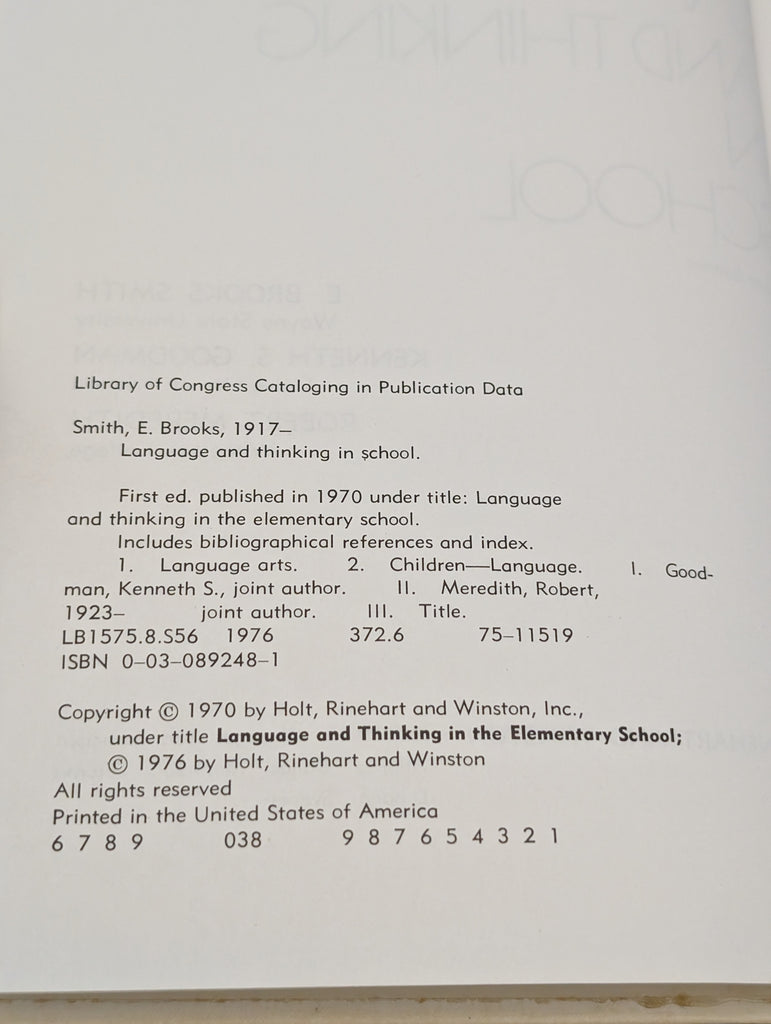 Library of Congress Cataloging in Publication Data
Smith, E. Brooks, 1917–
Language and thinking in school.
First ed. published in 1970 under title: Language
and thinking in the elementary school.
Includes bibliographical references and index.
1. Language arts. 2. Children—Language. I. Good-
man, Kenneth S., joint author. II. Meredith, Robert,
1923– joint author. III. Title.
LB1575.8.S56 1976 372.6 75–11519
ISBN 0–03–089248–1
Copyright © 1970 by Holt, Rinehart and Winston, Inc.,
under title Language and Thinking in the Elementary School;
© 1976 by Holt, Rinehart and Winston
All rights reserved
Printed in the United States of America
6 7 8 9 038 9 8 7 6 5 4 3 2 1